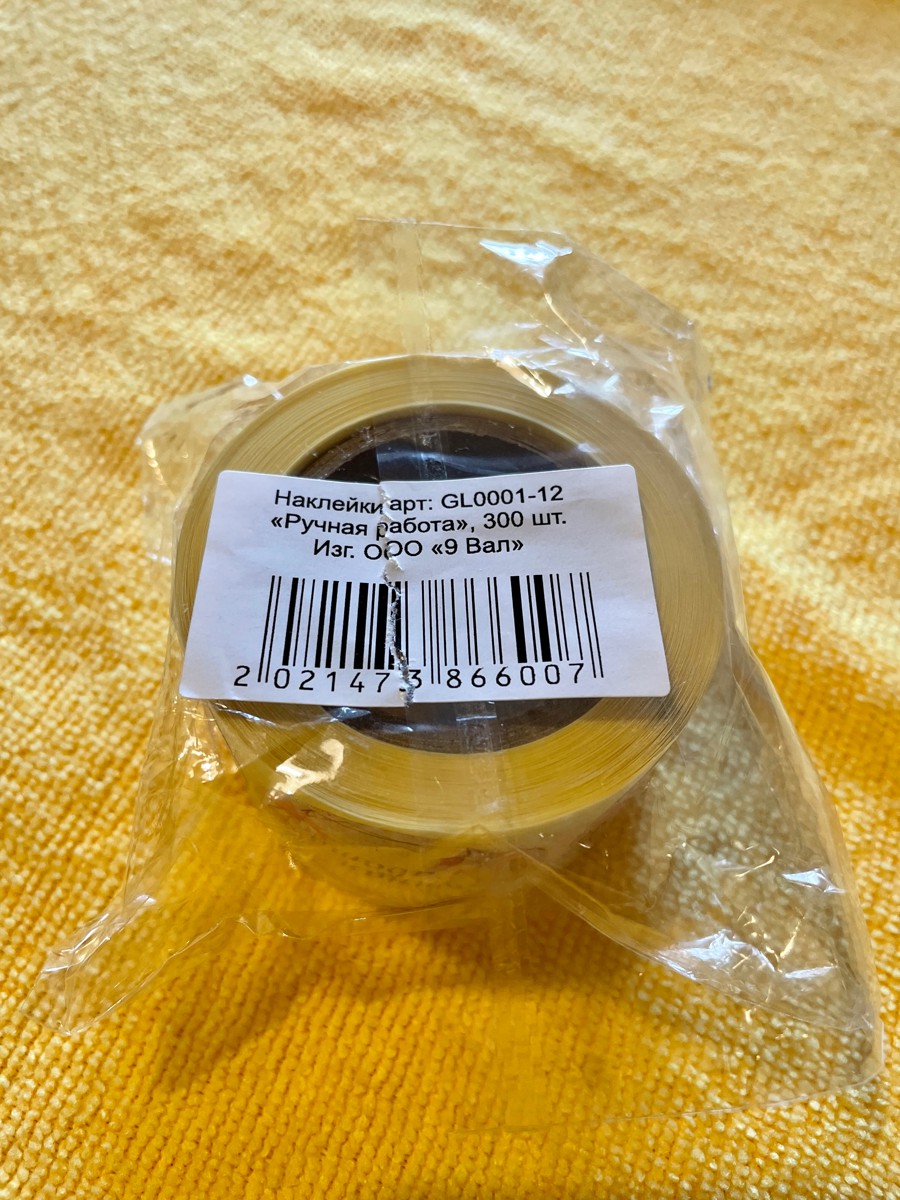 Наклейки арт: GL0001-12
«Ручная работа», 300 шт.
Изг. ООО «9 Вал»
2 021473 866007